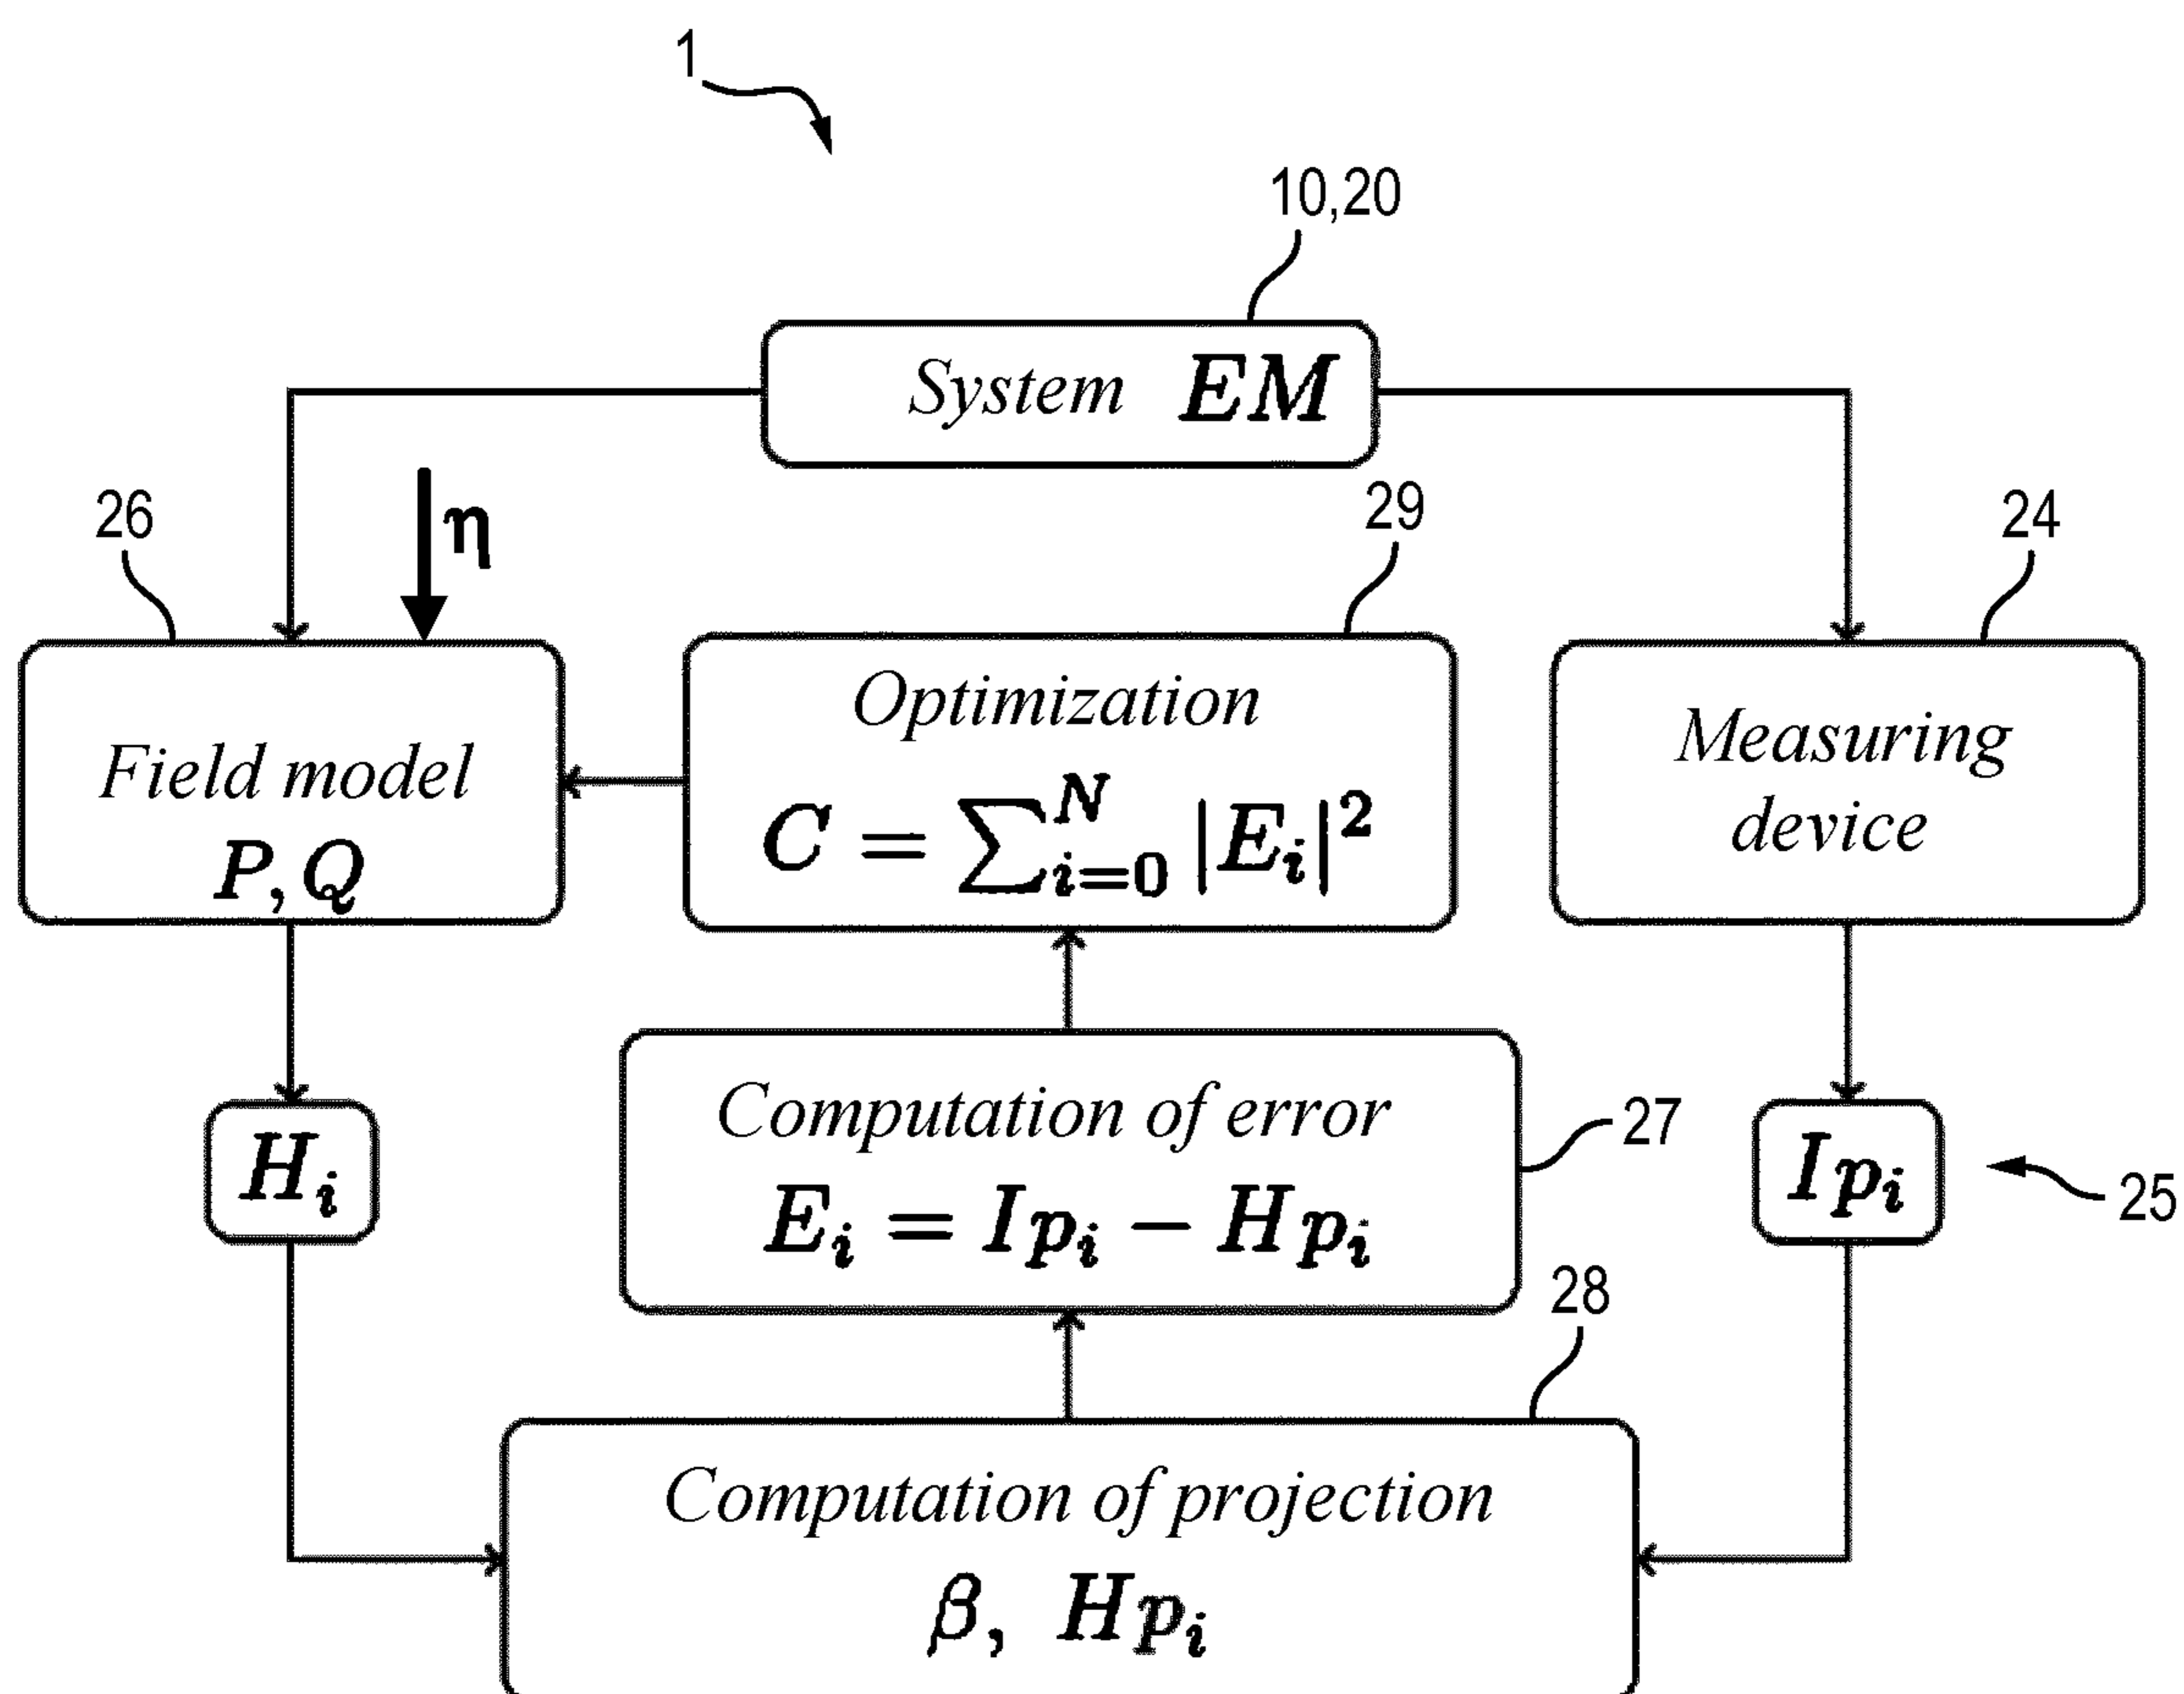 1
10,20
System EM
26
η
29
24
Field model
P, Q
Optimization
C = ∑_{i=0}^{N} |E_i|^2
Measuring
device
H_i
Computation of error
E_i = Ip_i − Hp_i
27
Ip_i
25
28
Computation of projection
β, Hp_i